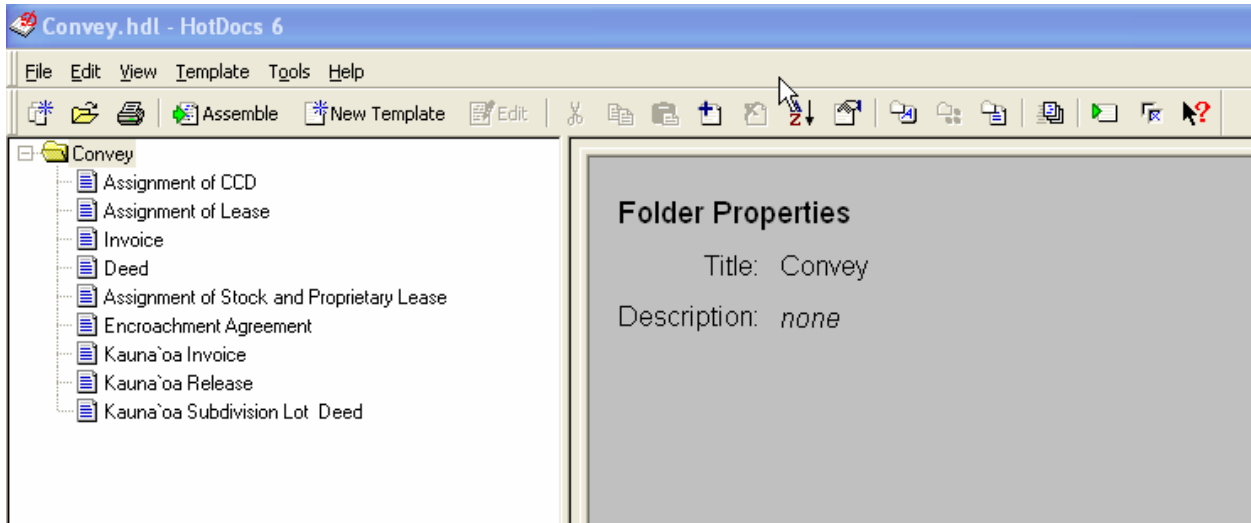 Convey.hdl - HotDocs 6
File Edit View Template Tools Help
Assemble New Template Edit
Convey
Assignment of CCD
Assignment of Lease
Invoice
Deed
Assignment of Stock and Proprietary Lease
Encroachment Agreement
Kauna`oa Invoice
Kauna`oa Release
Kauna`oa Subdivision Lot  Deed
Folder Properties
Title: Convey
Description: none